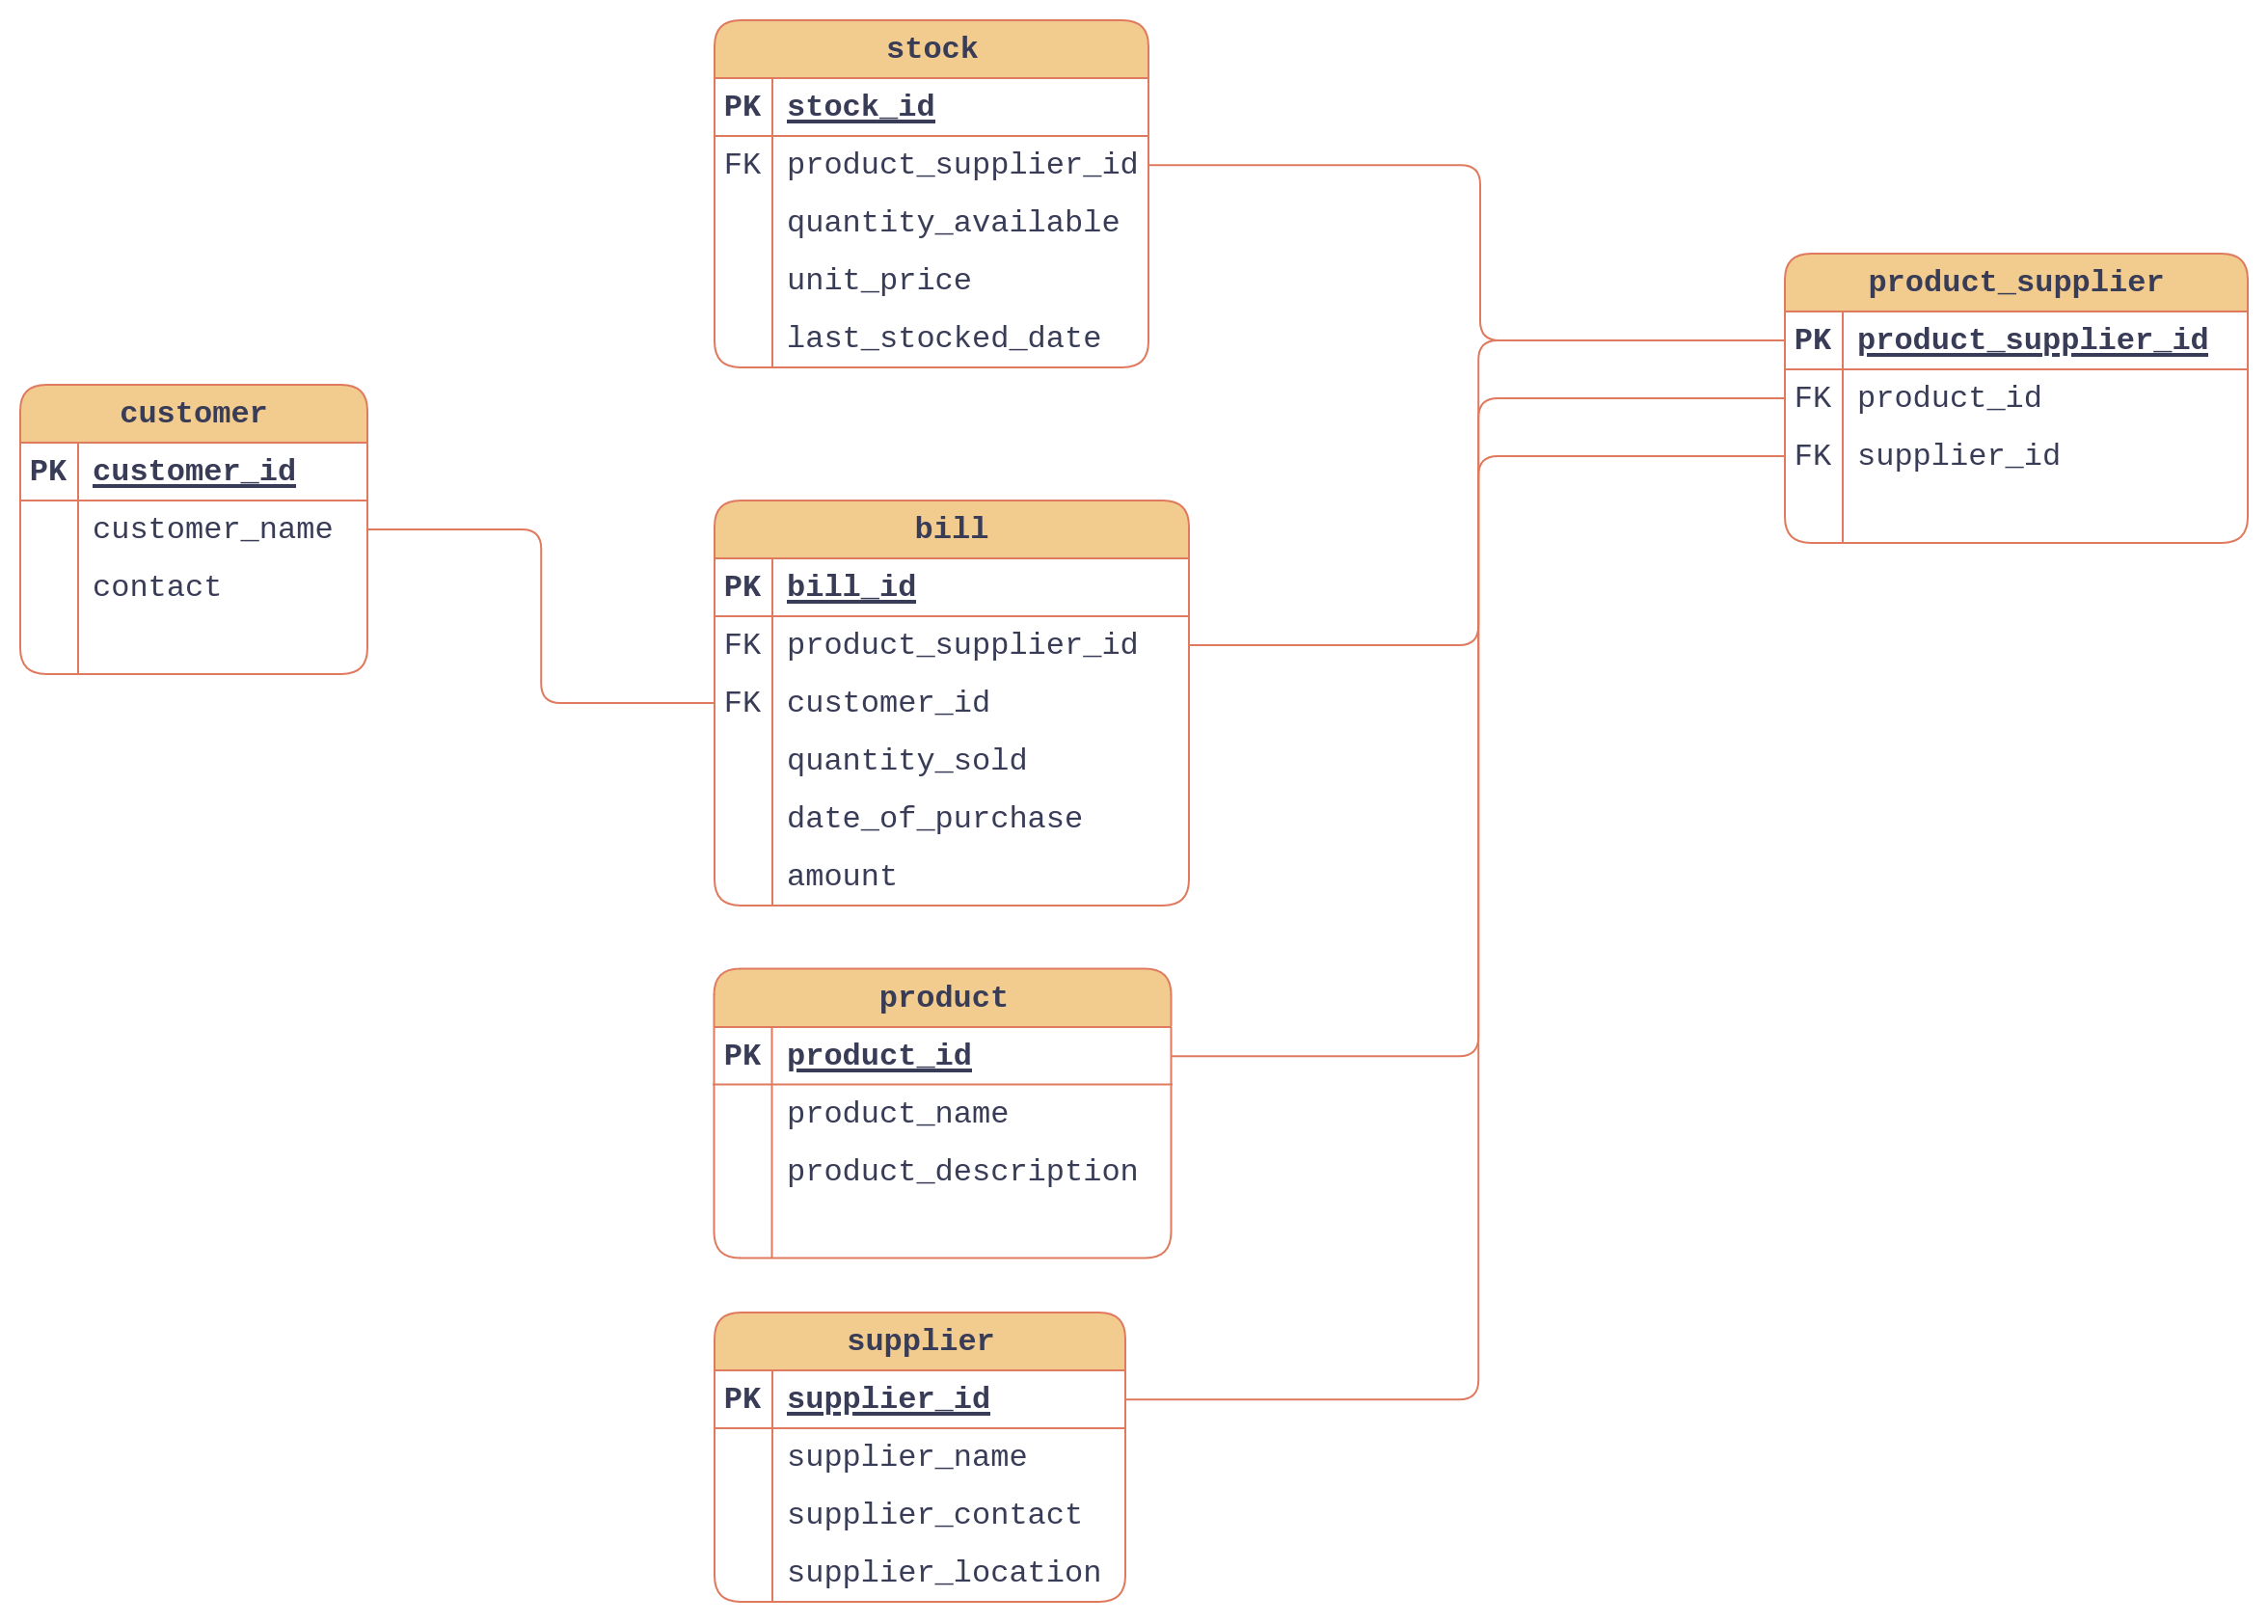 stock
PK stock_id
FK product_supplier_id
quantity_available
unit_price
last_stocked_date
product_supplier
PK product_supplier_id
FK product_id
FK supplier_id
customer
PK customer_id
customer_name
contact
bill
PK bill_id
FK product_supplier_id
FK customer_id
quantity_sold
date_of_purchase
amount
product
PK product_id
product_name
product_description
supplier
PK supplier_id
supplier_name
supplier_contact
supplier_location